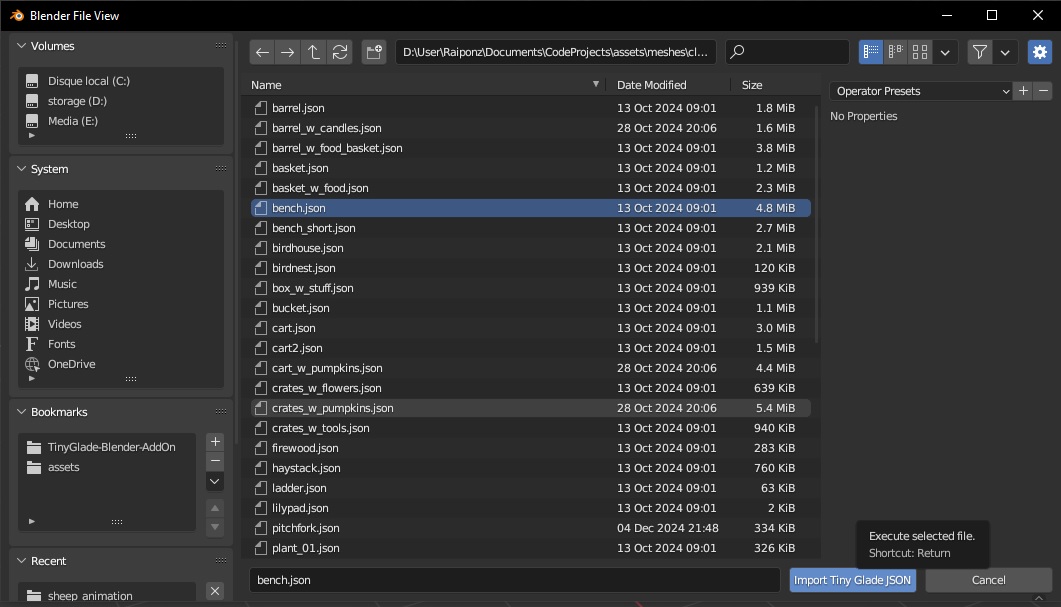 Blender File View
Volumes
Disque local (C:)
storage (D:)
Media (E:)
System
Home
Desktop
Documents
Downloads
Music
Pictures
Videos
Fonts
OneDrive
Bookmarks
TinyGlade-Blender-AddOn
assets
Recent
sheep_animation
D:\User\Raiponz\Documents\CodeProjects\assets\meshes\cl...
Name Date Modified Size
barrel.json 13 Oct 2024 09:01 1.8 MiB
barrel_w_candles.json 28 Oct 2024 20:06 1.6 MiB
barrel_w_food_basket.json 13 Oct 2024 09:01 3.8 MiB
basket.json 13 Oct 2024 09:01 1.2 MiB
basket_w_food.json 13 Oct 2024 09:01 2.3 MiB
bench.json 13 Oct 2024 09:01 4.8 MiB
bench_short.json 13 Oct 2024 09:01 2.7 MiB
birdhouse.json 13 Oct 2024 09:01 2.1 MiB
birdnest.json 13 Oct 2024 09:01 120 KiB
box_w_stuff.json 13 Oct 2024 09:01 939 KiB
bucket.json 13 Oct 2024 09:01 1.1 MiB
cart.json 13 Oct 2024 09:01 3.0 MiB
cart2.json 13 Oct 2024 09:01 1.5 MiB
cart_w_pumpkins.json 28 Oct 2024 20:06 4.4 MiB
crates_w_flowers.json 13 Oct 2024 09:01 639 KiB
crates_w_pumpkins.json 28 Oct 2024 20:06 5.4 MiB
crates_w_tools.json 13 Oct 2024 09:01 940 KiB
firewood.json 13 Oct 2024 09:01 283 KiB
haystack.json 13 Oct 2024 09:01 760 KiB
ladder.json 13 Oct 2024 09:01 63 KiB
lilypad.json 13 Oct 2024 09:01 2 KiB
pitchfork.json 04 Dec 2024 21:48 334 KiB
plant_01.json 13 Oct 2024 09:01 326 KiB
Operator Presets
No Properties
Execute selected file.
Shortcut: Return
bench.json
Import Tiny Glade JSON
Cancel